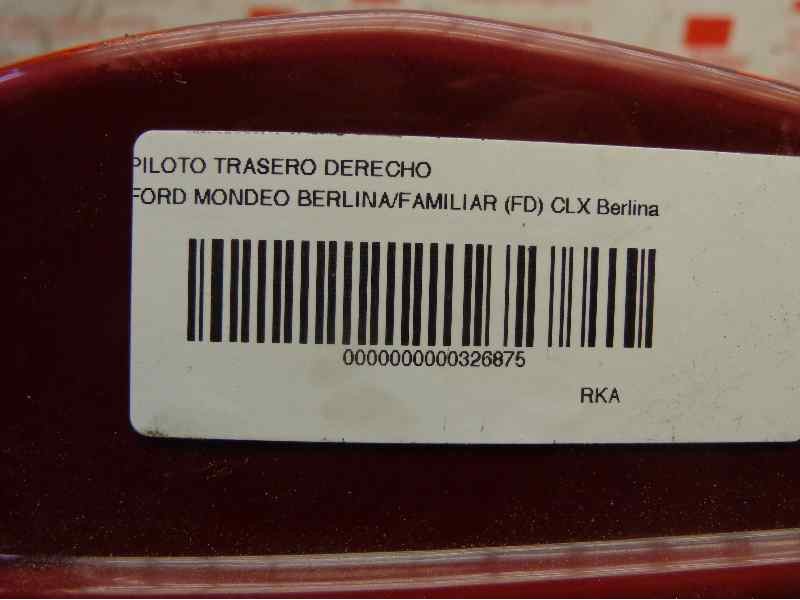 PILOTO TRASERO DERECHO
FORD MONDEO BERLINA/FAMILIAR (FD) CLX Berlina
0000000000326875
RKA